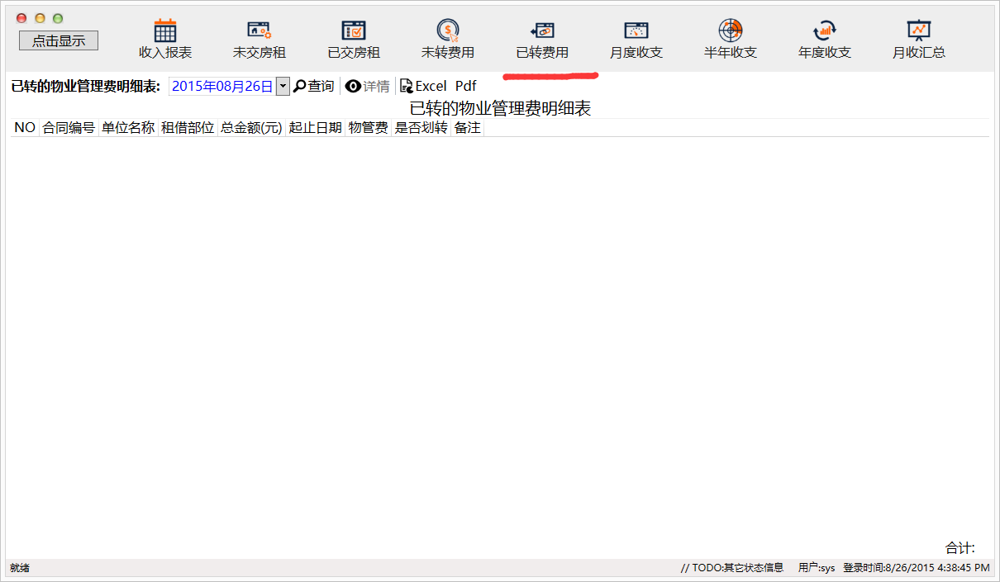 点击显示
收入报表 未交房租 已交房租 未转费用 已转费用 月度收支 半年收支 年度收支 月收汇总
已转的物业管理费明细表: 2015年08月26日 查询 详情 Excel Pdf
已转的物业管理费明细表
NO 合同编号 单位名称 租借部位 总金额(元) 起止日期 物管费 是否划转 备注
合计:
就绪 // TODO:其它状态信息 用户:sys 登录时间:8/26/2015 4:38:45 PM